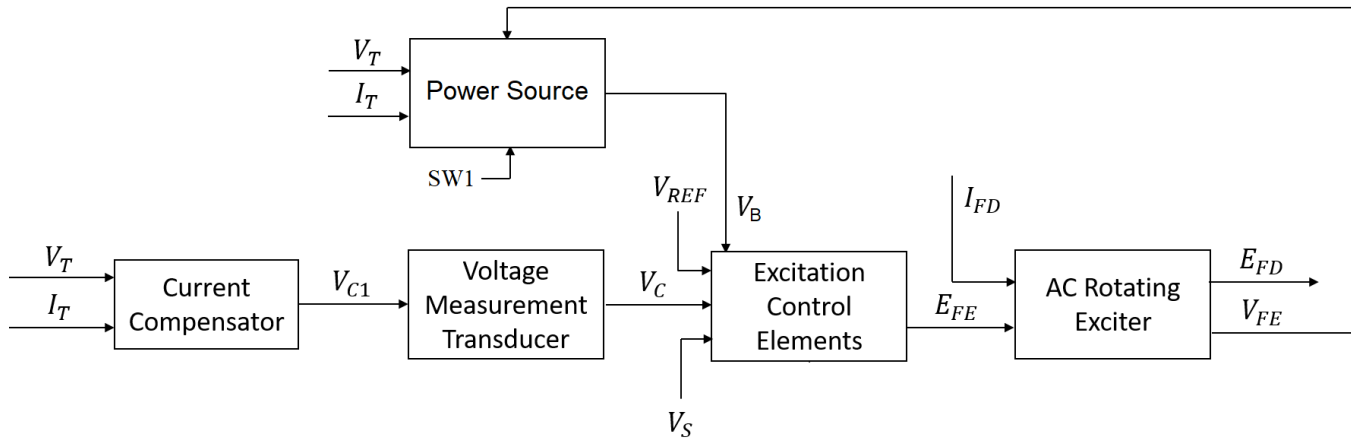 V_T
I_T
Power Source
SW1
V_REF
V_B
I_FD
V_T
I_T
Current
Compensator
V_C1
Voltage
Measurement
Transducer
V_C
Excitation
Control
Elements
V_S
E_FE
AC Rotating
Exciter
E_FD
V_FE